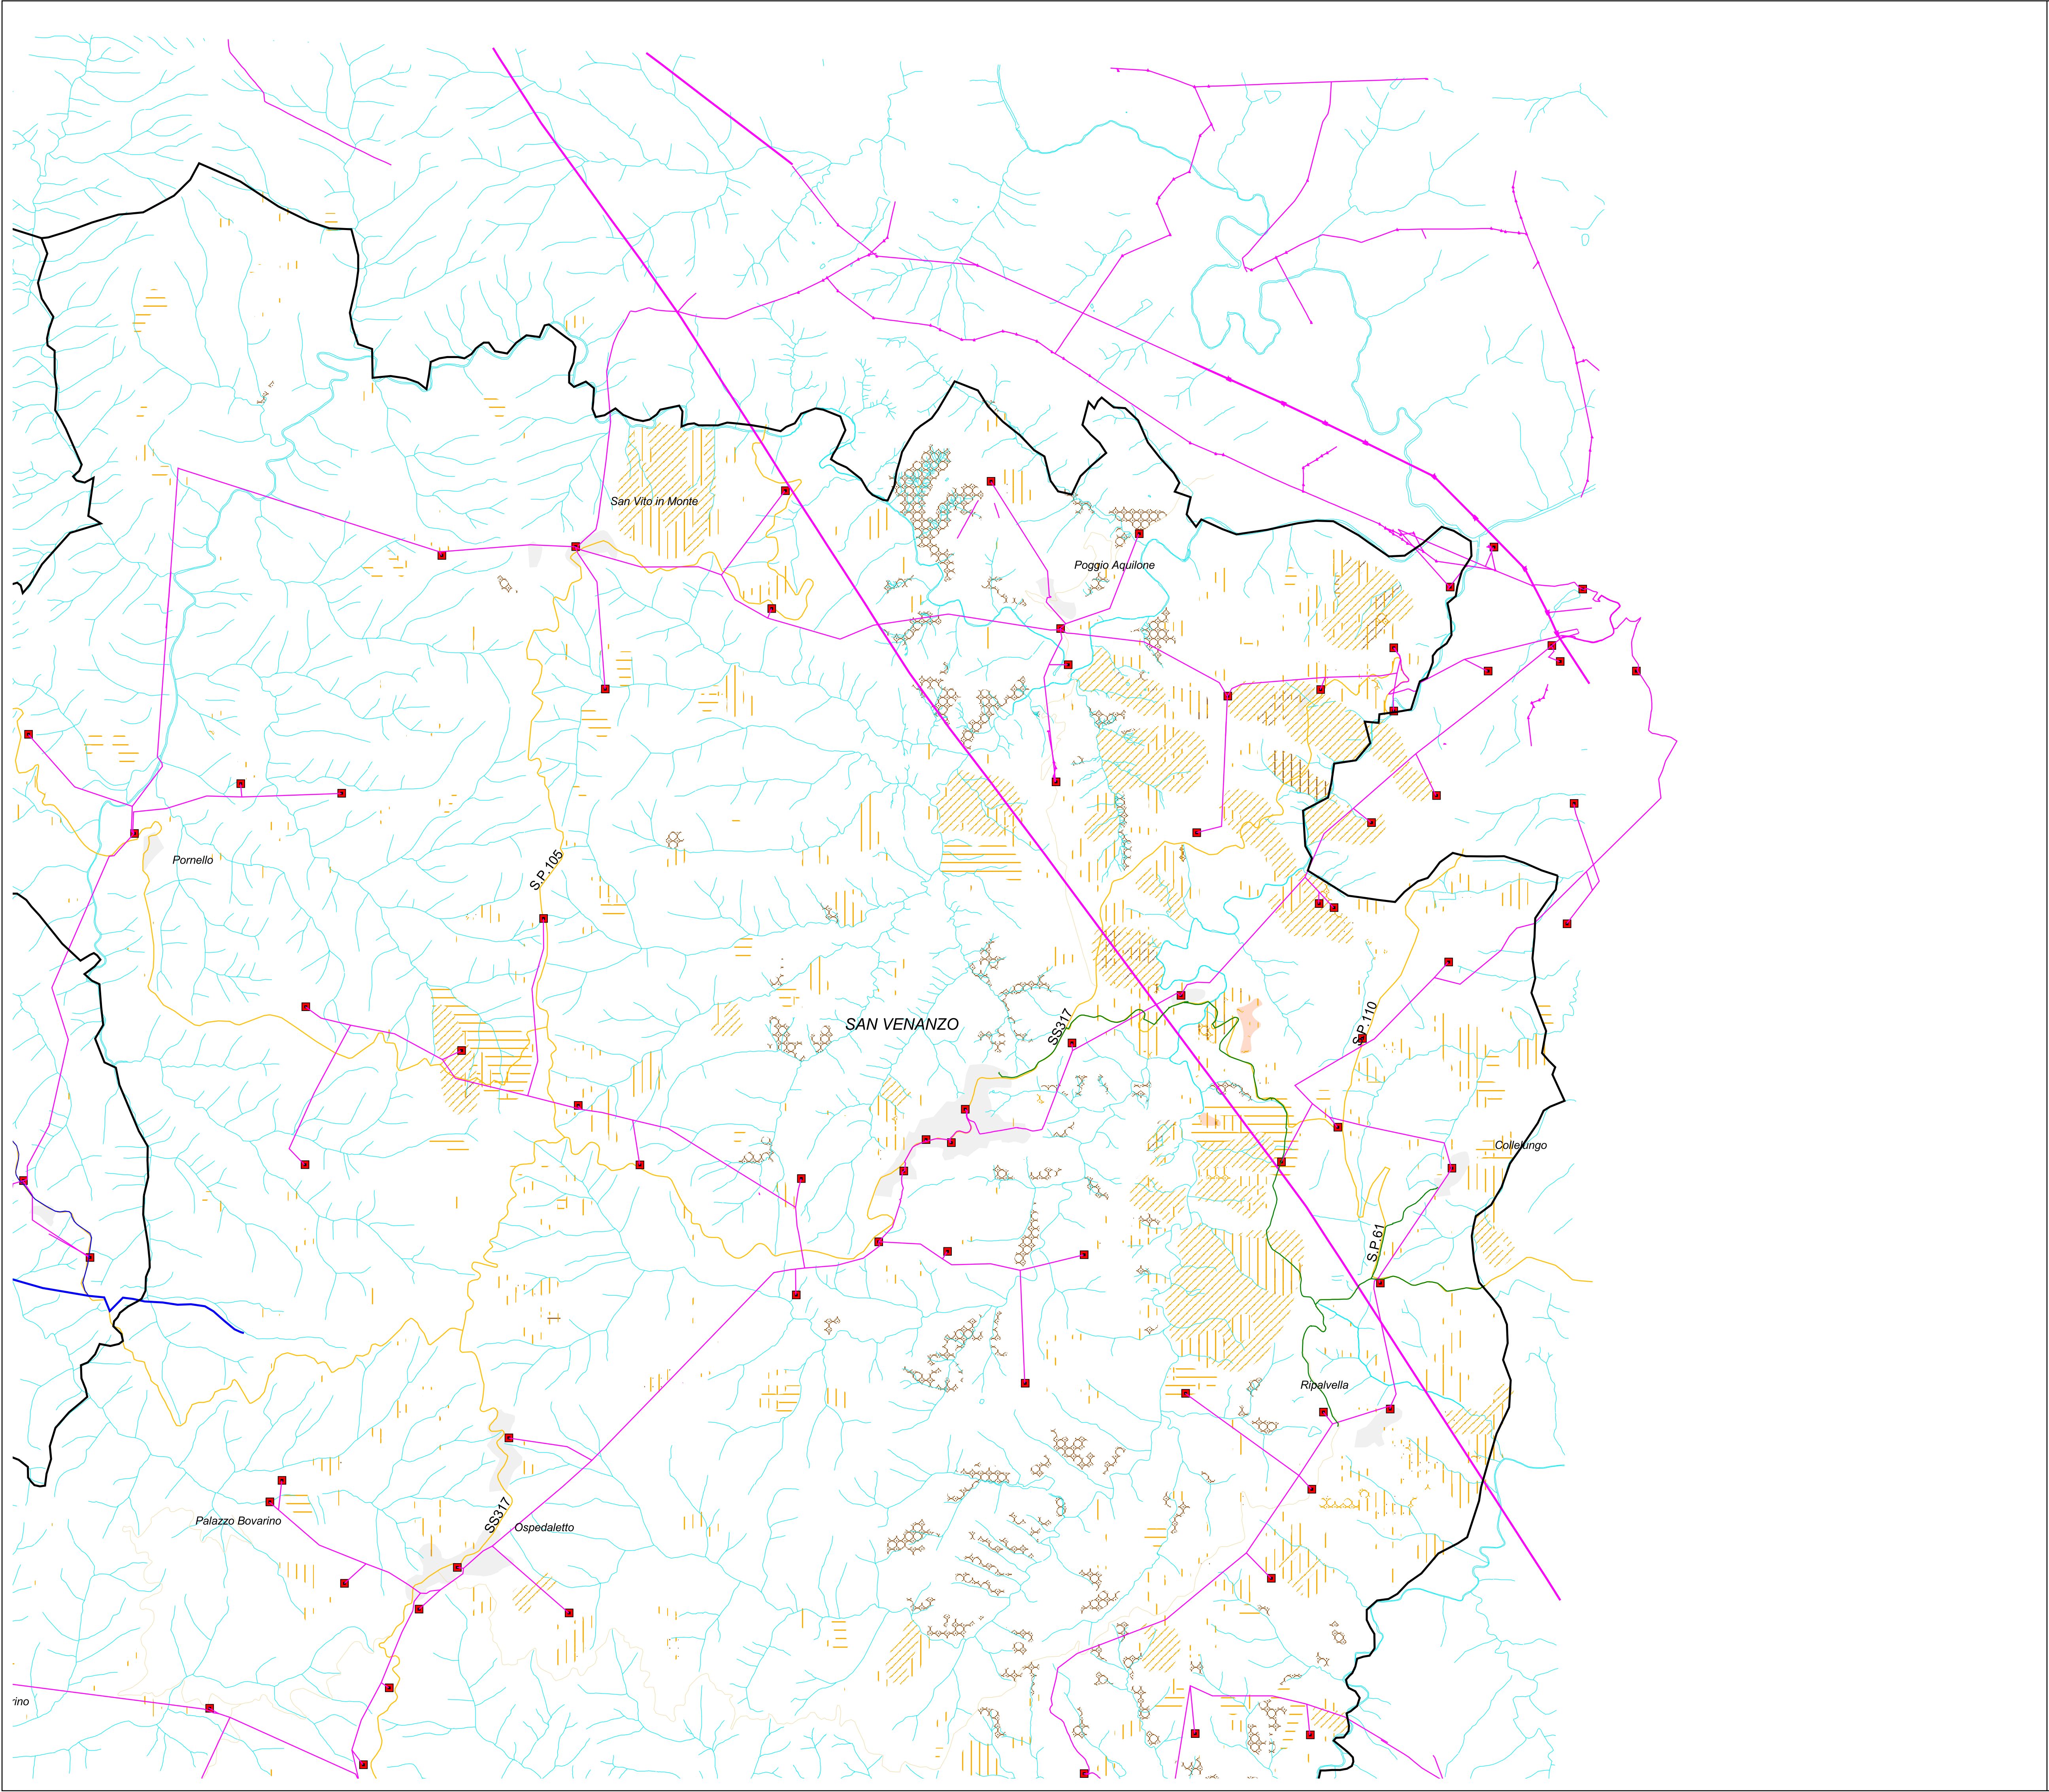 San Vito in Monte
Poggio Aquilone
Pornello
S.P.105
SAN VENANZO
SS317
S.P.110
Collelungo
S.P.61
Ripalvella
SS317
Palazzo Bovarino
Ospedaletto
rino